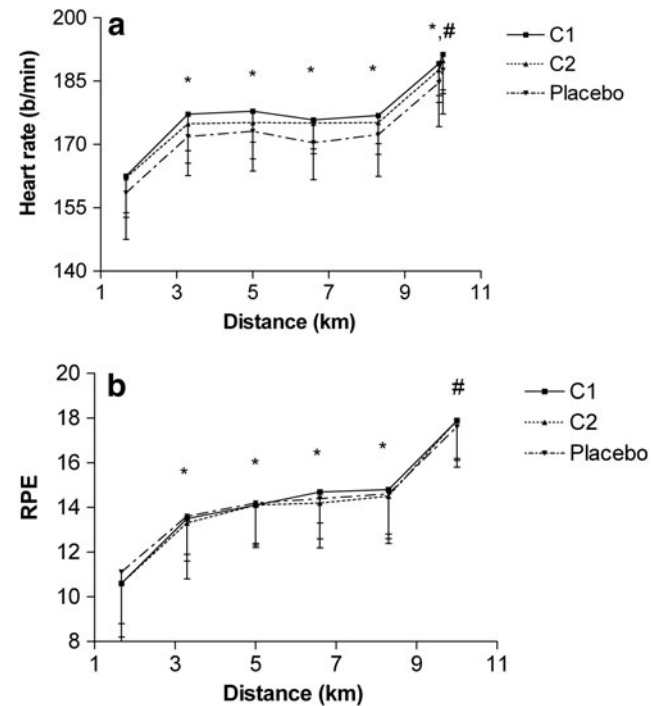 a
200
185
170
155
140
Heart rate (b/min)
* * * * *,#
1 3 5 7 9 11
Distance (km)
C1
C2
Placebo
b
20
18
16
14
12
10
8
RPE
* * * * #
1 3 5 7 9 11
Distance (km)
C1
C2
Placebo